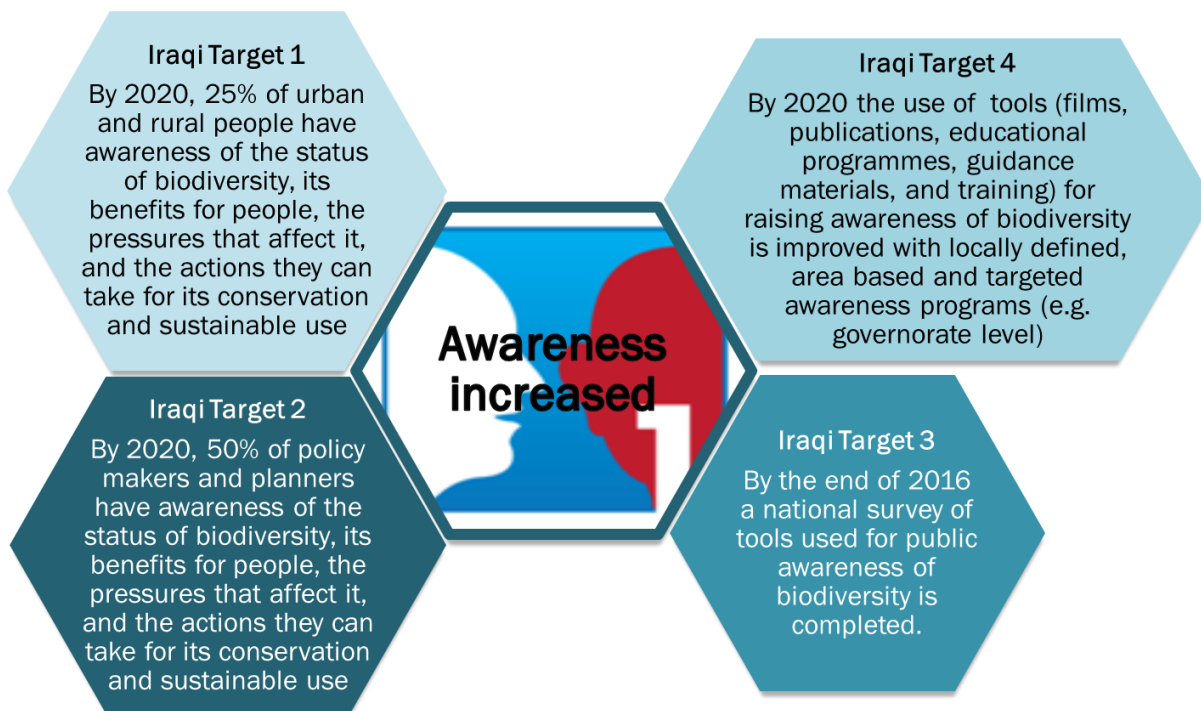 Iraqi Target 1
By 2020, 25% of urban
and rural people have
awareness of the status
of biodiversity, its
benefits for people, the
pressures that affect it,
and the actions they can
take for its conservation
and sustainable use
Iraqi Target 2
By 2020, 50% of policy
makers and planners
have awareness of the
status of biodiversity, its
benefits for people, the
pressures that affect it,
and the actions they can
take for its conservation
and sustainable use
Awareness
increased
Iraqi Target 4
By 2020 the use of tools (films,
publications, educational
programmes, guidance
materials, and training) for
raising awareness of biodiversity
is improved with locally defined,
area based and targeted
awareness programs (e.g.
governorate level)
Iraqi Target 3
By the end of 2016
a national survey of
tools used for public
awareness of
biodiversity is
completed.